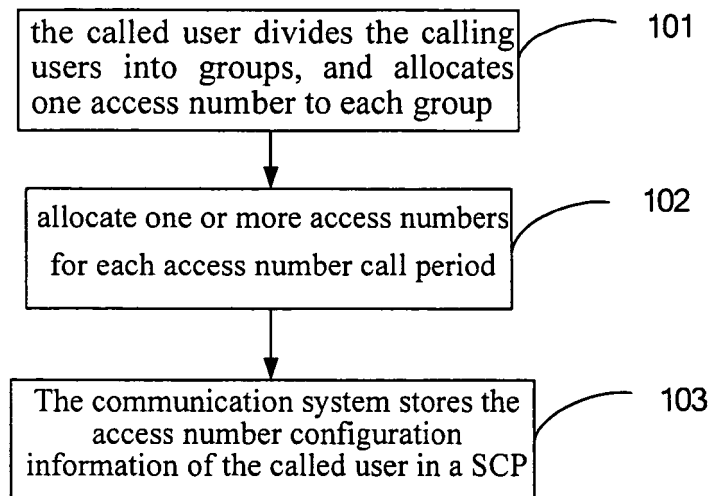 the called user divides the calling
users into groups, and allocates
one access number to each group
101
allocate one or more access numbers
for each access number call period
102
The communication system stores the
access number configuration
information of the called user in a SCP
103